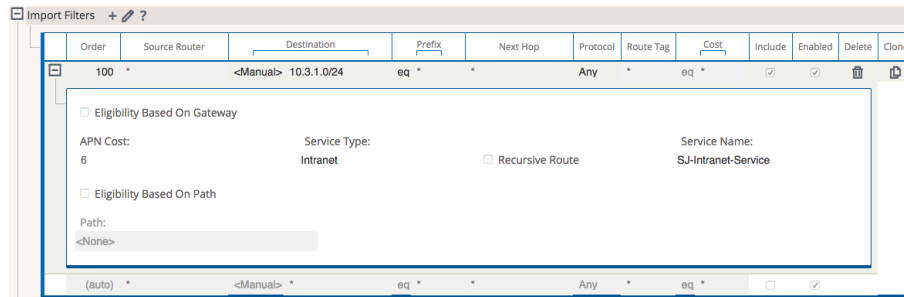 Import Filters + ?
Order Source Router Destination Prefix Next Hop Protocol Route Tag Cost Include Enabled Delete Clone
100 * <Manual> 10.3.1.0/24 eq * * Any * eq *
Eligibility Based On Gateway
APN Cost: Service Type: Service Name:
6 Intranet Recursive Route SJ-Intranet-Service
Eligibility Based On Path
Path:
<None>
(auto) * <Manual> * eq * * Any * eq *